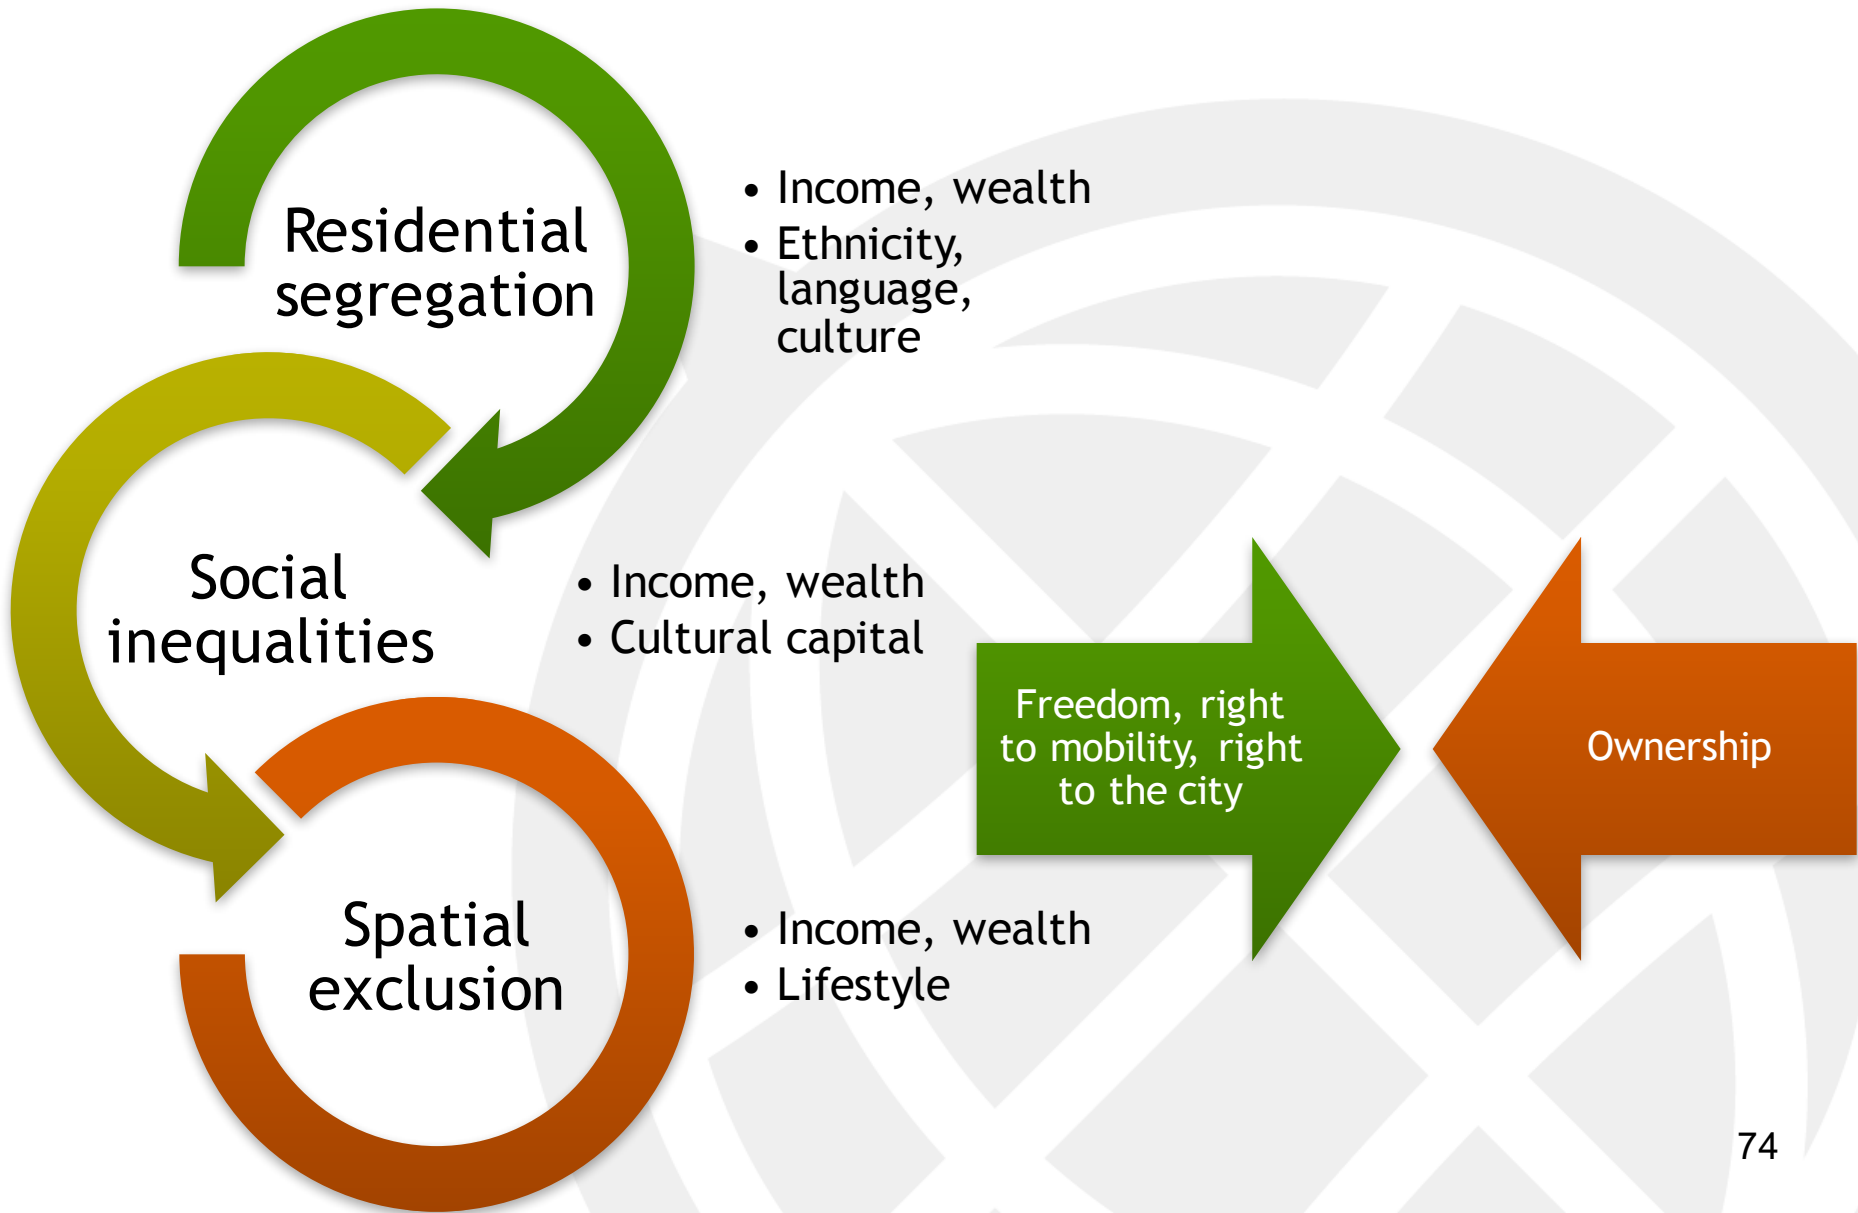 Residential
segregation
• Income, wealth
• Ethnicity,
language,
culture
Social
inequalities
• Income, wealth
• Cultural capital
Spatial
exclusion
• Income, wealth
• Lifestyle
Freedom, right
to mobility, right
to the city
Ownership
74